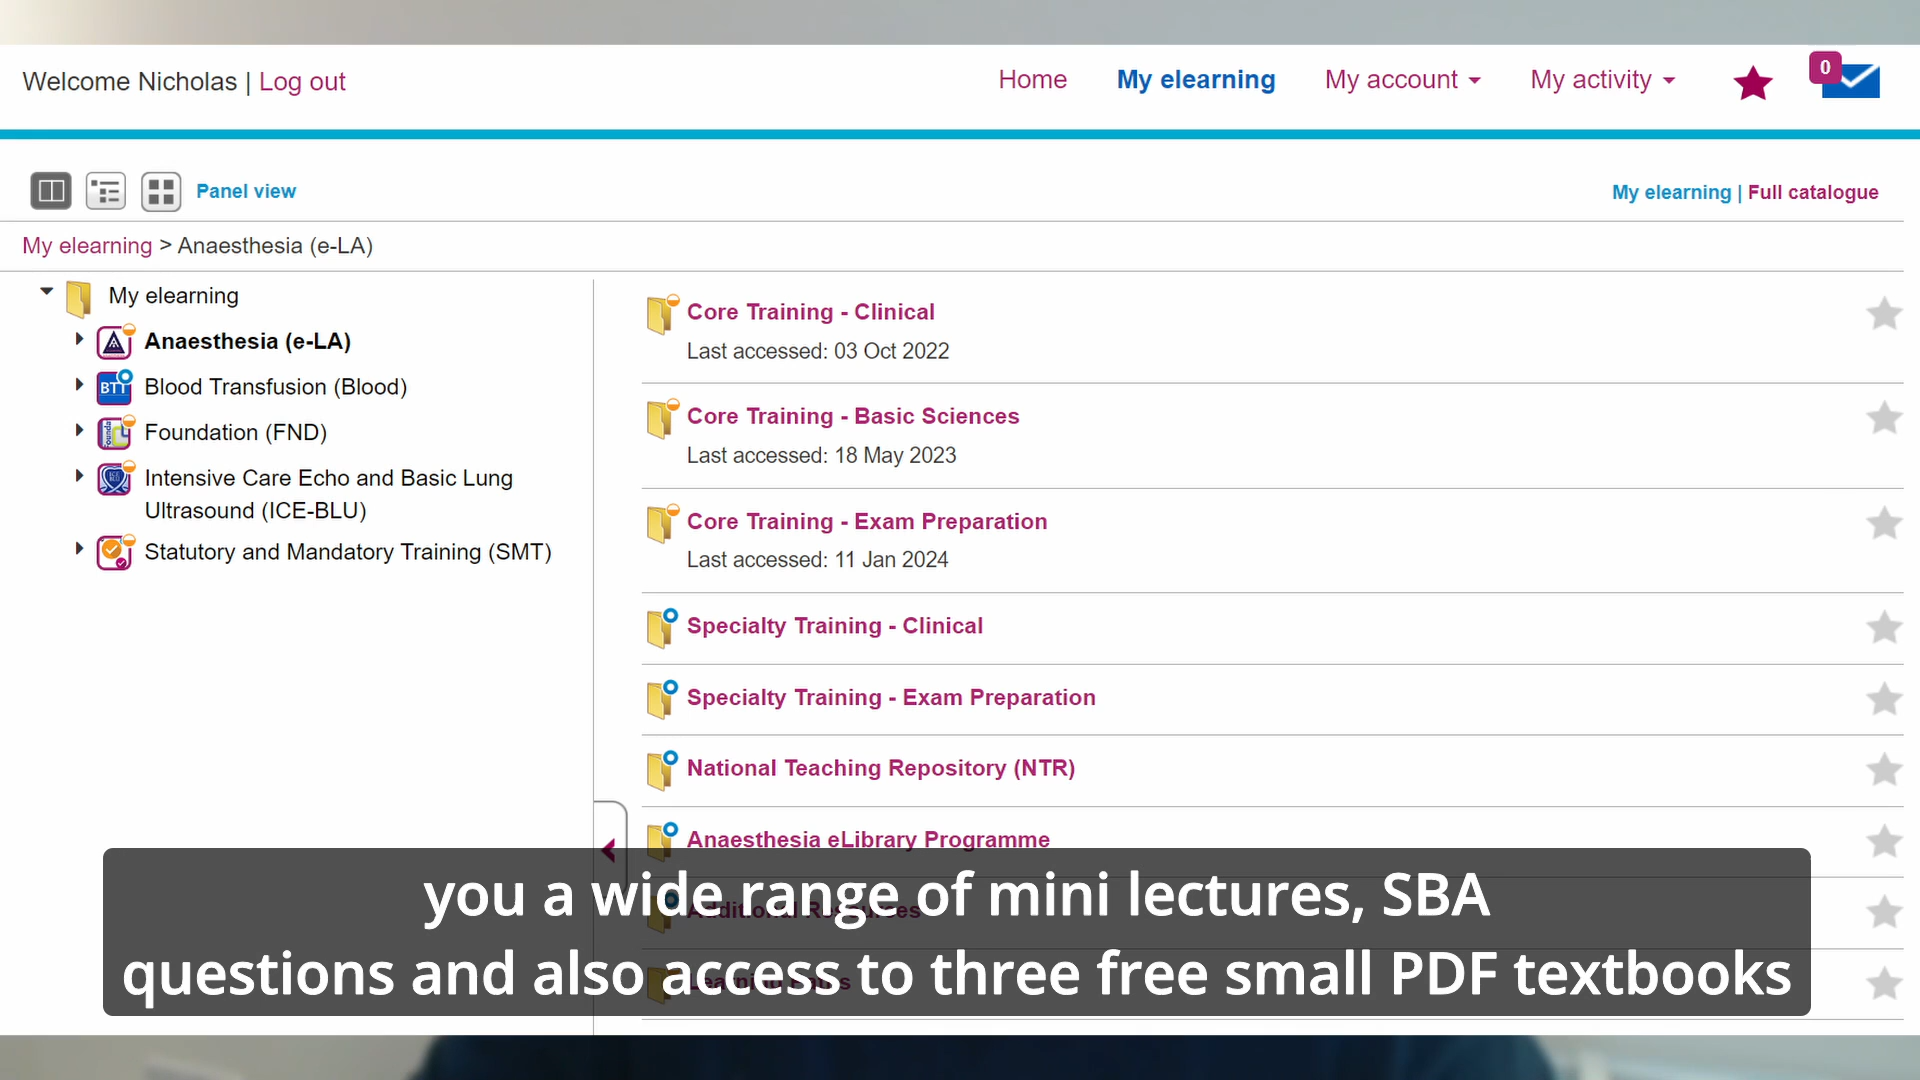 Welcome Nicholas | Log out
Home My elearning My account My activity 0
Panel view
My elearning | Full catalogue
My elearning > Anaesthesia (e-LA)
My elearning
Anaesthesia (e-LA)
BTT Blood Transfusion (Blood)
Foundation (FND)
Intensive Care Echo and Basic Lung
Ultrasound (ICE-BLU)
Statutory and Mandatory Training (SMT)
Core Training - Clinical
Last accessed: 03 Oct 2022
Core Training - Basic Sciences
Last accessed: 18 May 2023
Core Training - Exam Preparation
Last accessed: 11 Jan 2024
Specialty Training - Clinical
Specialty Training - Exam Preparation
National Teaching Repository (NTR)
Anaesthesia eLibrary Programme
Additional Resources
you a wide range of mini lectures, SBA
questions and also access to three free small PDF textbooks